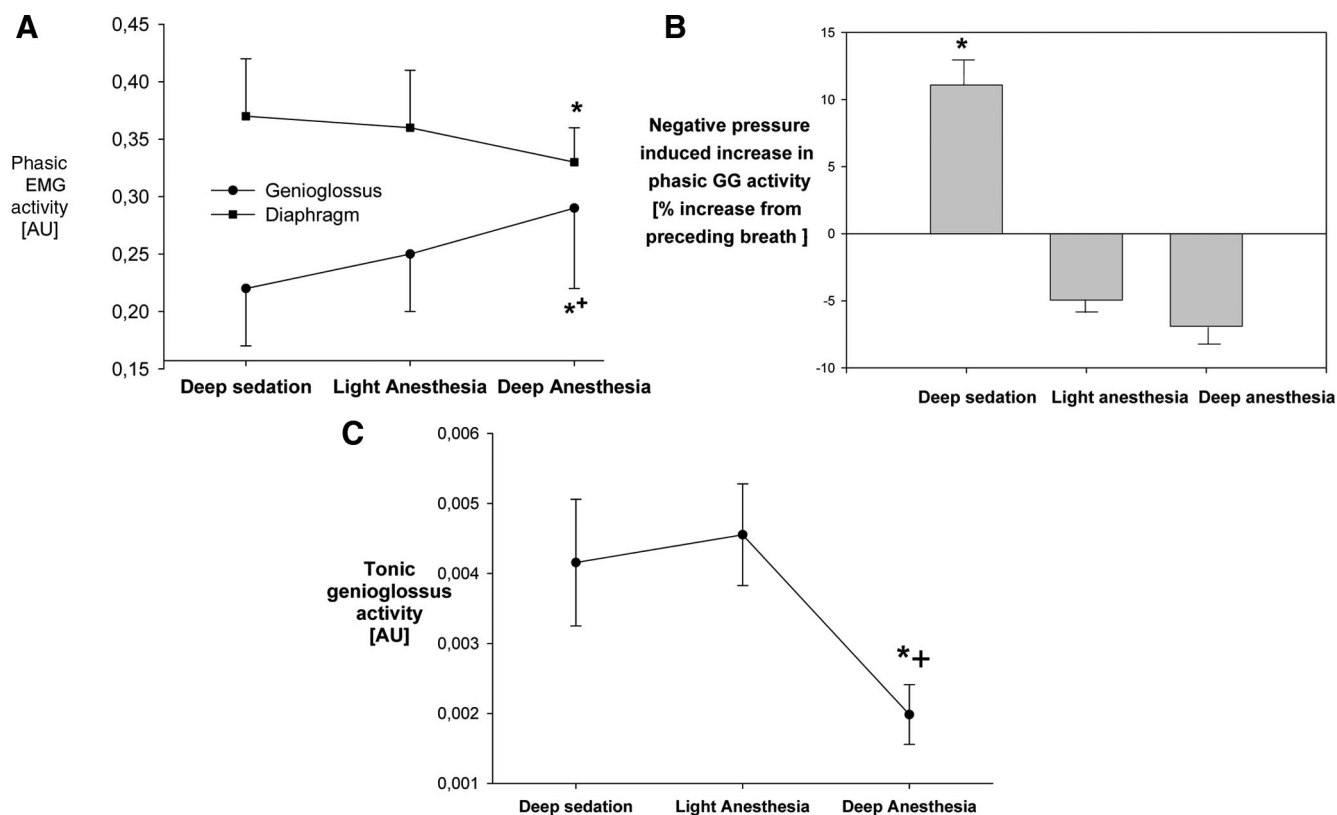 A
0,45
0,40
0,35
0,30
0,25
0,20
0,15
Phasic
EMG
activity
[AU]
Genioglossus
Diaphragm
*
*+
Deep sedation
Light Anesthesia
Deep Anesthesia
B
15
10
5
0
-5
-10
Negative pressure
induced increase in
phasic GG activity
[% increase from
preceding breath ]
*
Deep sedation
Light anesthesia
Deep anesthesia
C
0,006
0,005
0,004
0,003
0,002
0,001
Tonic
genioglossus
activity
[AU]
*+
Deep sedation
Light Anesthesia
Deep Anesthesia